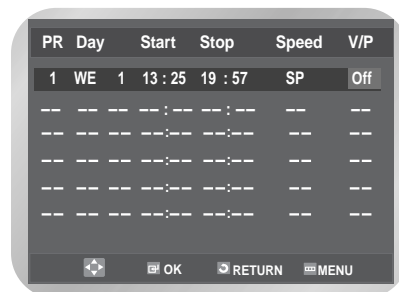 PR Day Start Stop Speed V/P
1 WE 1 13 : 25 19 : 57 SP Off
-- -- -- -- : -- -- : -- -- --
-- -- -- --:-- --:-- -- --
-- -- -- --:-- --:-- -- --
-- -- -- --:-- --:-- -- --
-- -- -- --:-- --:-- -- --
OK RETURN MENU